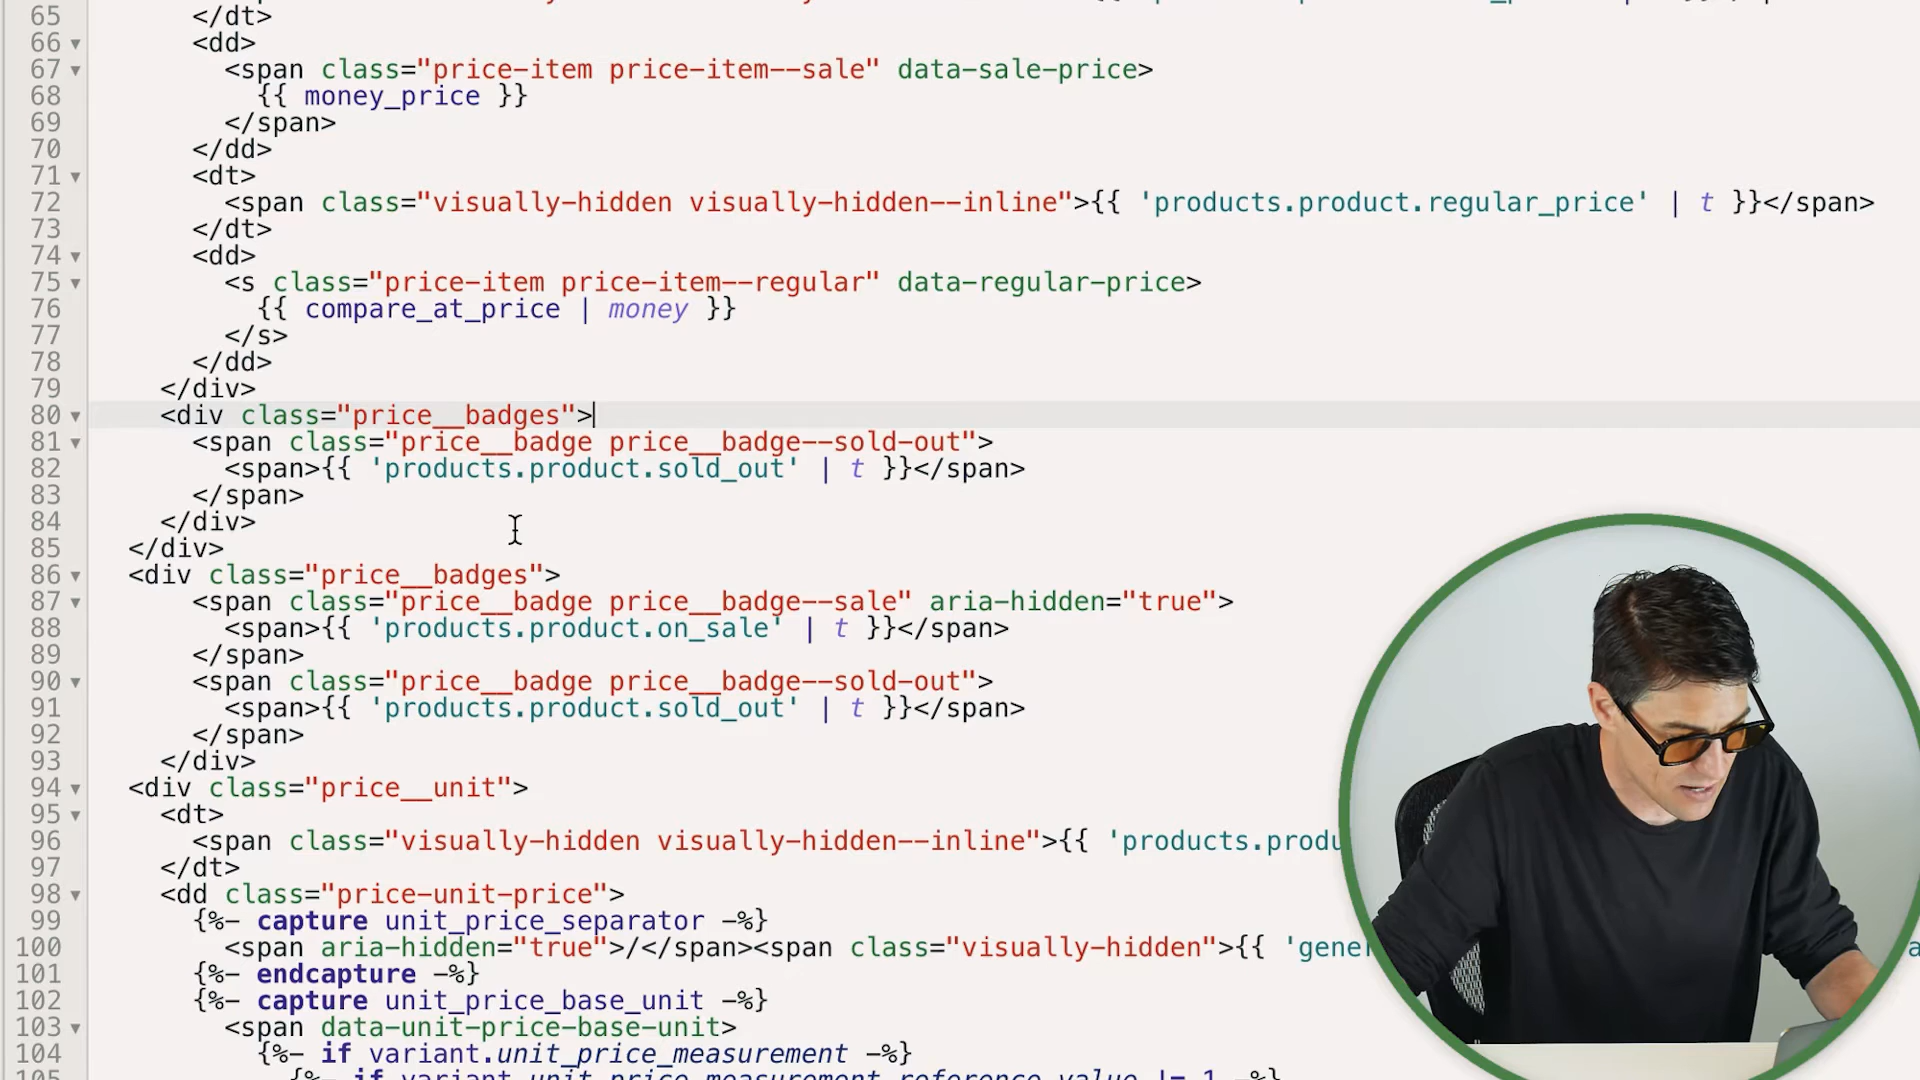 65 </dt>
66 <dd>
67 <span class="price-item price-item--sale" data-sale-price>
68 {{ money_price }}
69 </span>
70 </dd>
71 <dt>
72 <span class="visually-hidden visually-hidden--inline">{{ 'products.product.regular_price' | t }}</span>
73 </dt>
74 <dd>
75 <s class="price-item price-item--regular" data-regular-price>
76 {{ compare_at_price | money }}
77 </s>
78 </dd>
79 </div>
80 <div class="price__badges">
81 <span class="price__badge price__badge--sold-out">
82 <span>{{ 'products.product.sold_out' | t }}</span>
83 </span>
84 </div>
85 </div>
86 <div class="price__badges">
87 <span class="price__badge price__badge--sale" aria-hidden="true">
88 <span>{{ 'products.product.on_sale' | t }}</span>
89 </span>
90 <span class="price__badge price__badge--sold-out">
91 <span>{{ 'products.product.sold_out' | t }}</span>
92 </span>
93 </div>
94 <div class="price__unit">
95 <dt>
96 <span class="visually-hidden visually-hidden--inline">{{ 'products.produ
97 </dt>
98 <dd class="price-unit-price">
99 {%- capture unit_price_separator -%}
100 <span aria-hidden="true">/</span><span class="visually-hidden">{{ 'gener
101 {%- endcapture -%}
102 {%- capture unit_price_base_unit -%}
103 <span data-unit-price-base-unit>
104 {%- if variant.unit_price_measurement -%}
105 {%- if variant.unit_price_measurement.reference_value != 1 -%}